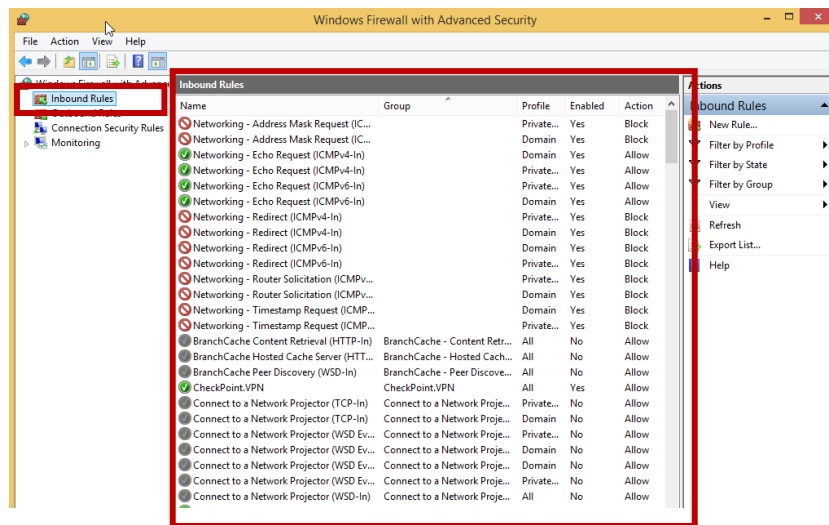 Windows Firewall with Advanced Security
File Action View Help
Inbound Rules
Connection Security Rules
Monitoring
Inbound Rules
Name Group Profile Enabled Action
Networking - Address Mask Request (IC... Private... Yes Block
Networking - Address Mask Request (IC... Domain Yes Block
Networking - Echo Request (ICMPv4-In) Domain Yes Allow
Networking - Echo Request (ICMPv4-In) Private... Yes Allow
Networking - Echo Request (ICMPv6-In) Private... Yes Allow
Networking - Echo Request (ICMPv6-In) Domain Yes Allow
Networking - Redirect (ICMPv4-In) Private... Yes Block
Networking - Redirect (ICMPv4-In) Domain Yes Block
Networking - Redirect (ICMPv6-In) Domain Yes Block
Networking - Redirect (ICMPv6-In) Private... Yes Block
Networking - Router Solicitation (ICMPv... Private... Yes Block
Networking - Router Solicitation (ICMPv... Domain Yes Block
Networking - Timestamp Request (ICMP... Domain Yes Block
Networking - Timestamp Request (ICMP... Private... Yes Block
BranchCache Content Retrieval (HTTP-In) BranchCache - Content Retr... All No Allow
BranchCache Hosted Cache Server (HTT... BranchCache - Hosted Cach... All No Allow
BranchCache Peer Discovery (WSD-In) BranchCache - Peer Discove... All No Allow
CheckPoint.VPN CheckPoint.VPN All Yes Allow
Connect to a Network Projector (TCP-In) Connect to a Network Proje... Private... No Allow
Connect to a Network Projector (TCP-In) Connect to a Network Proje... Domain No Allow
Connect to a Network Projector (WSD Ev... Connect to a Network Proje... Private... No Allow
Connect to a Network Projector (WSD Ev... Connect to a Network Proje... Domain No Allow
Connect to a Network Projector (WSD Ev... Connect to a Network Proje... Domain No Allow
Connect to a Network Projector (WSD Ev... Connect to a Network Proje... Private... No Allow
Connect to a Network Projector (WSD-In) Connect to a Network Proje... All No Allow
Actions
Inbound Rules
New Rule...
Filter by Profile
Filter by State
Filter by Group
View
Refresh
Export List...
Help